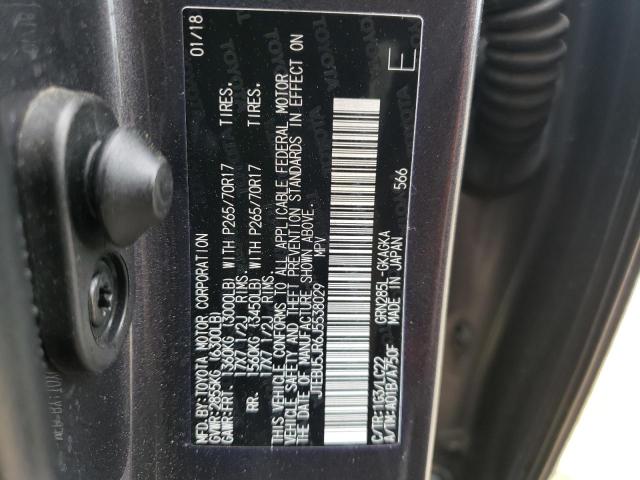 MFD.BY:TOYOTA MOTOR CORPORATION 01/18
GVWR:2855KG (6300LB)
GAWR:FRT. 1360KG (3000LB) WITH P265/70R17 TIRES.
17X7 1/2J RIMS.
RR. 1560KG (3450LB) WITH P265/70R17 TIRES.
17X7 1/2J RIMS.
THIS VEHICLE CONFORMS TO ALL APPLICABLE FEDERAL MOTOR
VEHICLE SAFETY AND THEFT PREVENTION STANDARDS IN EFFECT ON
THE DATE OF MANUFACTURE, SHOWN ABOVE.
JTEBU5JR6J5538029 MPV
E
566
C/TR:1G3/LC22 GRN285L-GKAGKA
A/TM:A01B/A750F MADE IN JAPAN